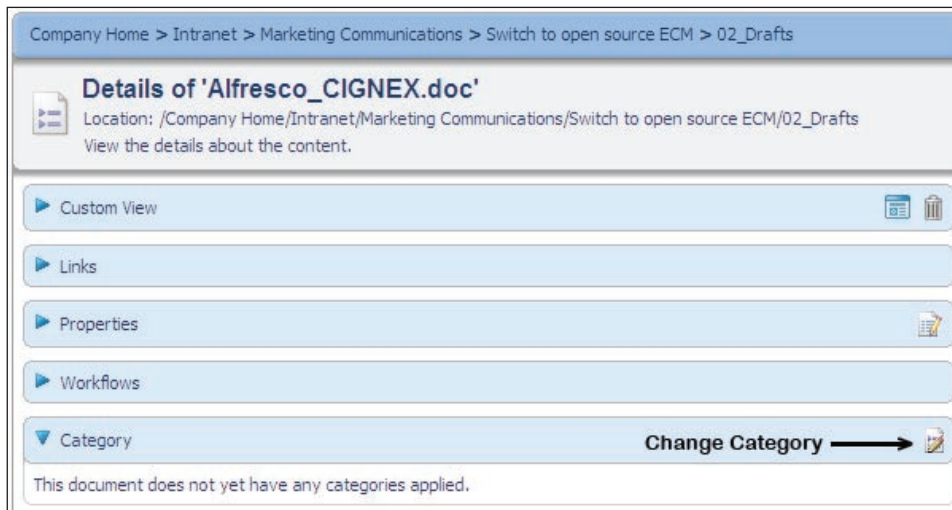 Company Home > Intranet > Marketing Communications > Switch to open source ECM > 02_Drafts
Details of 'Alfresco_CIGNEX.doc'
Location: /Company Home/Intranet/Marketing Communications/Switch to open source ECM/02_Drafts
View the details about the content.
Custom View
Links
Properties
Workflows
Category
Change Category
This document does not yet have any categories applied.